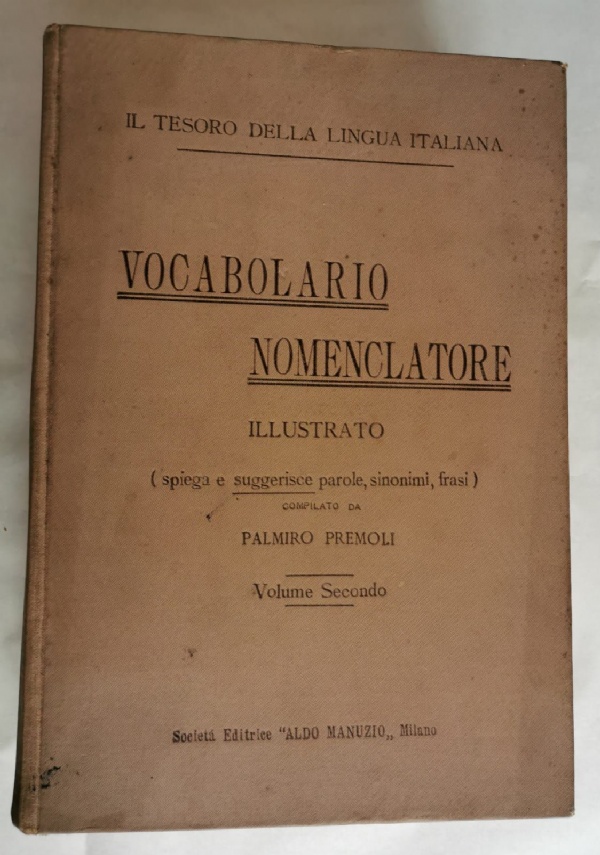 IL TESORO DELLA LINGUA ITALIANA
VOCABOLARIO
NOMENCLATORE
ILLUSTRATO
( spiega e suggerisce parole, sinonimi, frasi )
COMPILATO DA
PALMIRO PREMOLI
Volume Secondo
Societá Editrice "ALDO MANUZIO„ Milano